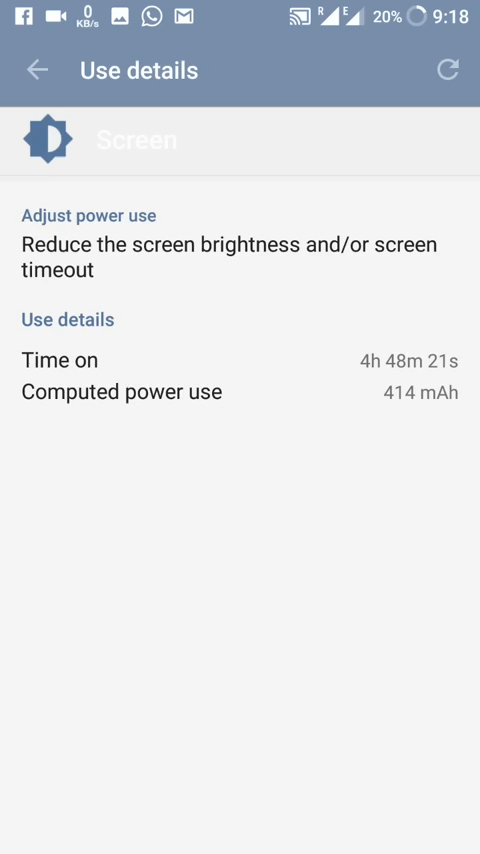 0
KB/s
R
E
20%
9:18
Use details
Screen
Adjust power use
Reduce the screen brightness and/or screen
timeout
Use details
Time on 4h 48m 21s
Computed power use 414 mAh